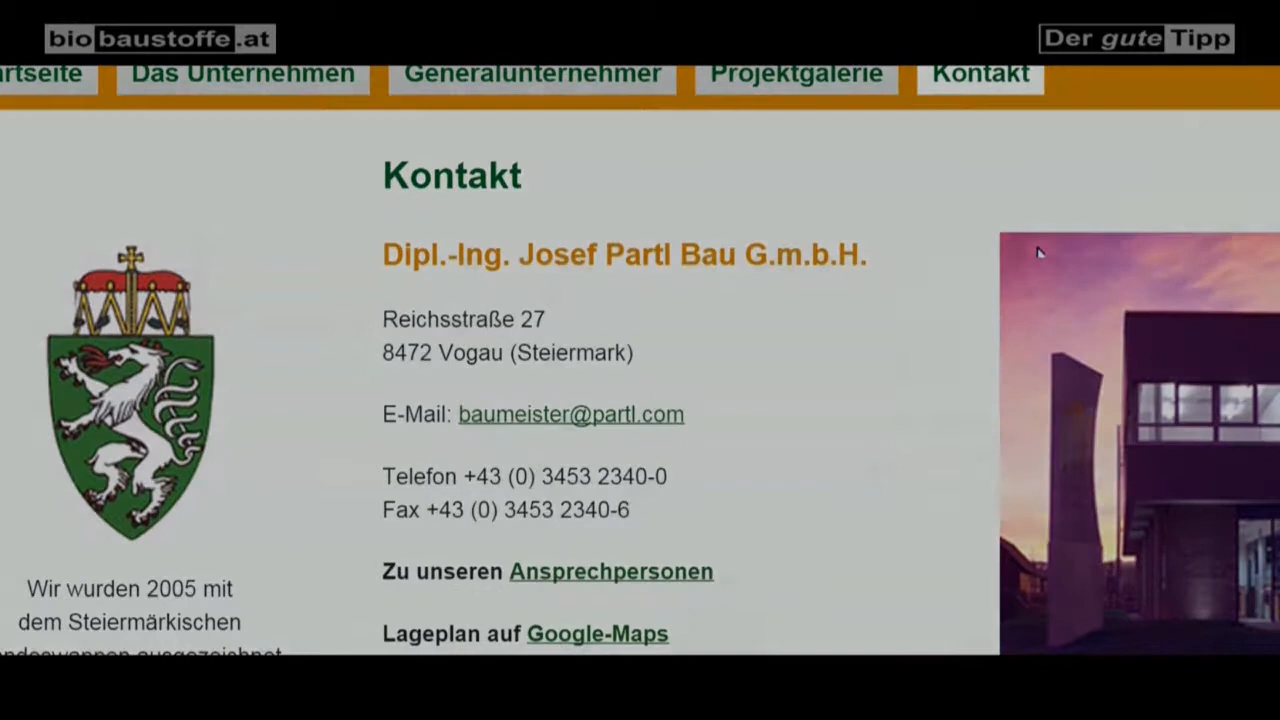 biobaustoffe.at
Der gute Tipp
Das Unternehmen
Generalunternehmer
Projektgalerie
Kontakt
Kontakt
Dipl.-Ing. Josef Partl Bau G.m.b.H.
Reichsstraße 27
8472 Vogau (Steiermark)
E-Mail: baumeister@partl.com
Telefon +43 (0) 3453 2340-0
Fax +43 (0) 3453 2340-6
Zu unseren Ansprechpersonen
Lageplan auf Google-Maps
Wir wurden 2005 mit
dem Steiermärkischen